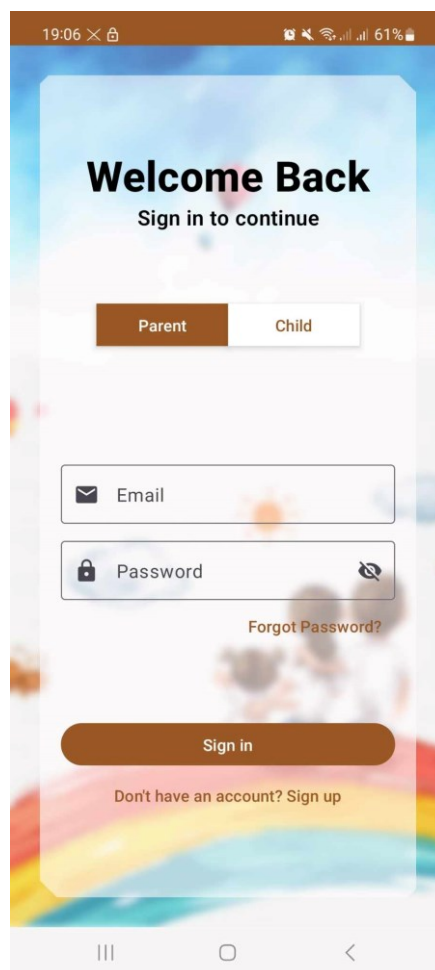 19:06
61%
Welcome Back
Sign in to continue
Parent Child
Email
Password
Forgot Password?
Sign in
Don't have an account? Sign up